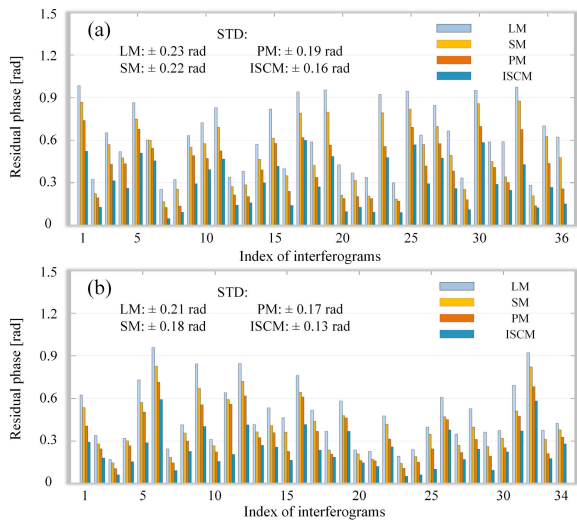 1.5
(a)
STD:
LM: ± 0.23 rad PM: ± 0.19 rad
SM: ± 0.22 rad ISCM: ± 0.16 rad
LM
SM
PM
ISCM
1.2
0.9
0.6
0.3
0
Residual phase [rad]
1 5 10 15 20 25 30 36
Index of interferograms
1.5
(b)
STD:
LM: ± 0.21 rad PM: ± 0.17 rad
SM: ± 0.18 rad ISCM: ± 0.13 rad
LM
SM
PM
ISCM
1.2
0.9
0.6
0.3
0
Residual phase [rad]
1 5 10 15 20 25 30 34
Index of interferograms